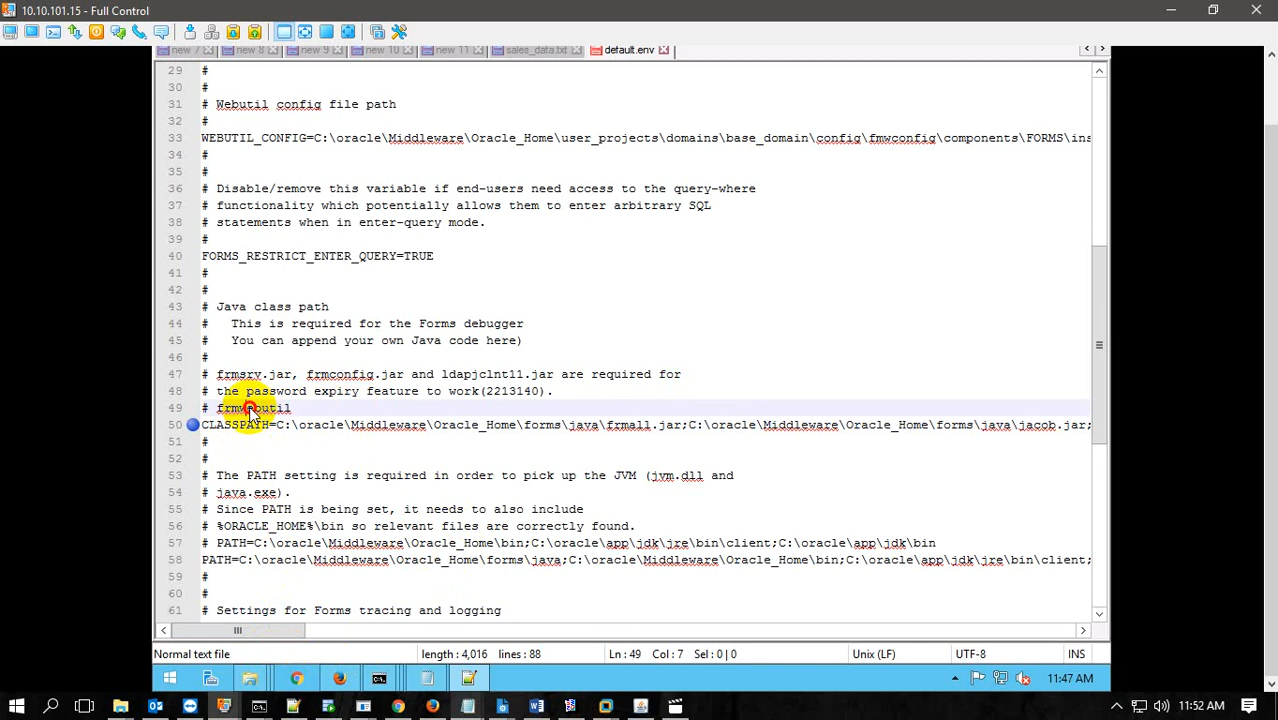 10.10.101.15 - Full Control
new 7 new 8 new 9 new 10 new 11 sales_data.txt default.env
29 #
30 #
31 # Webutil config file path
32 #
33 WEBUTIL_CONFIG=C:\oracle\Middleware\Oracle_Home\user_projects\domains\base_domain\config\fmwconfig\components\FORMS\ins
34 #
35 #
36 # Disable/remove this variable if end-users need access to the query-where
37 # functionality which potentially allows them to enter arbitrary SQL
38 # statements when in enter-query mode.
39 #
40 FORMS_RESTRICT_ENTER_QUERY=TRUE
41 #
42 #
43 # Java class path
44 # This is required for the Forms debugger
45 # You can append your own Java code here)
46 #
47 # frmsrv.jar, frmconfig.jar and ldapjclnt11.jar are required for
48 # the password expiry feature to work(2213140).
49 # frmwebutil
50 CLASSPATH=C:\oracle\Middleware\Oracle_Home\forms\java\frmall.jar;C:\oracle\Middleware\Oracle_Home\forms\java\jacob.jar;
51 #
52 #
53 # The PATH setting is required in order to pick up the JVM (jvm.dll and
54 # java.exe).
55 # Since PATH is being set, it needs to also include
56 # %ORACLE_HOME%\bin so relevant files are correctly found.
57 # PATH=C:\oracle\Middleware\Oracle_Home\bin;C:\oracle\app\jdk\jre\bin\client;C:\oracle\app\jdk\bin
58 PATH=C:\oracle\Middleware\Oracle_Home\forms\java;C:\oracle\Middleware\Oracle_Home\bin;C:\oracle\app\jdk\jre\bin\client;
59 #
60 #
61 # Settings for Forms tracing and logging
Normal text file length : 4,016 lines : 88 Ln : 49 Col : 7 Sel : 0 | 0 Unix (LF) UTF-8 INS
11:47 AM
11:52 AM